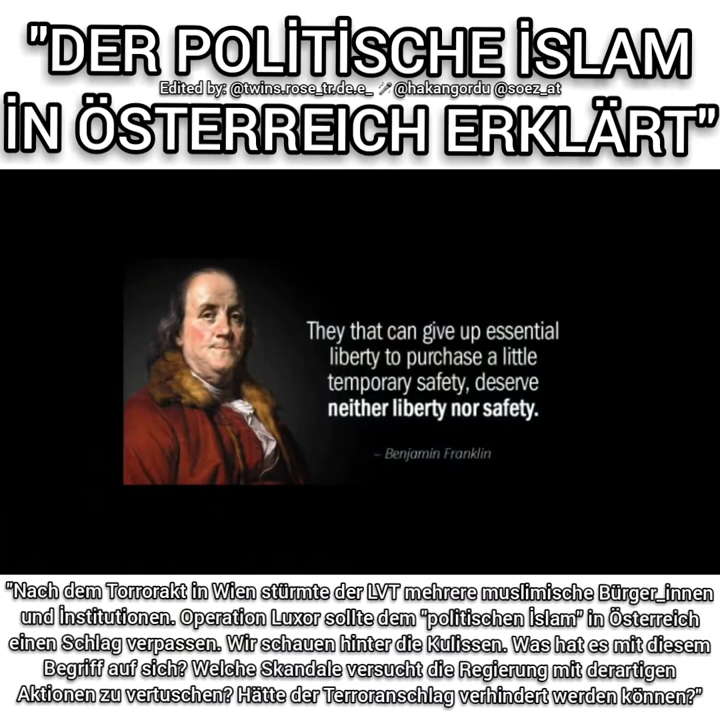 "DER POLİTİSCHE İSLAM
Edited by: @twins.rose_tr.de.e_ @hakangordu @soez_at
İN ÖSTERREICH ERKLÄRT"
They that can give up essential
liberty to purchase a little
temporary safety, deserve
neither liberty nor safety.
– Benjamin Franklin
"Nach dem Torrorakt in Wien stürmte der LVT mehrere muslimische Bürger_innen
und İnstitutionen. Operation Luxor sollte dem "politischen İslam" in Österreich
einen Schlag verpassen. Wir schauen hinter die Kulissen. Was hat es mit diesem
Begriff auf sich? Welche Skandale versucht die Regierung mit derartigen
Aktionen zu vertuschen? Hätte der Terroranschlag verhindert werden können?"